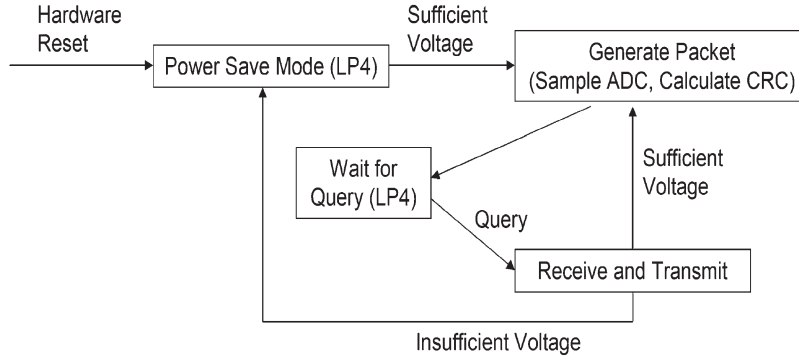 Hardware
Reset
Power Save Mode (LP4)
Sufficient
Voltage
Generate Packet
(Sample ADC, Calculate CRC)
Wait for
Query (LP4)
Query
Sufficient
Voltage
Receive and Transmit
Insufficient Voltage